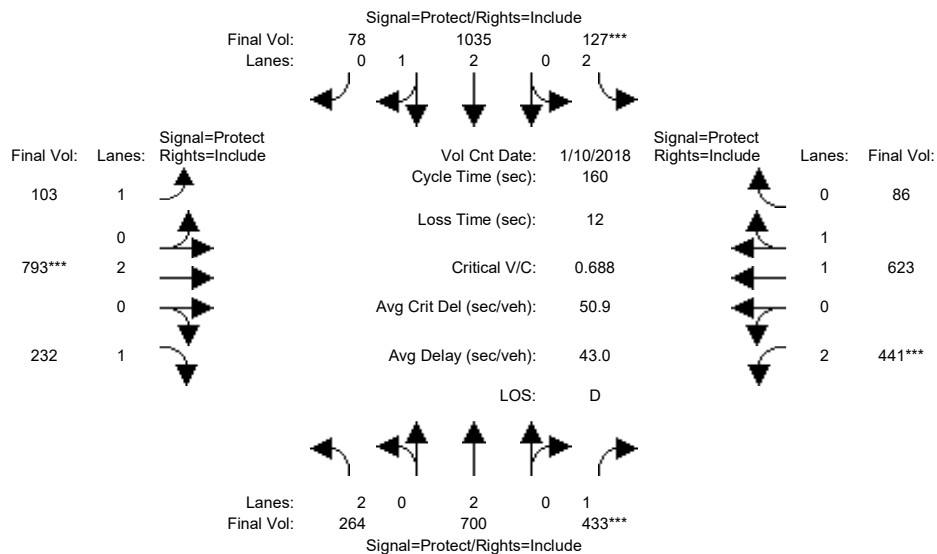 Signal=Protect/Rights=Include
Final Vol: 78 1035 127***
Lanes: 0 1 2 0 2
Signal=Protect Signal=Protect
Final Vol: Lanes: Rights=Include Vol Cnt Date: 1/10/2018 Rights=Include Lanes: Final Vol:
Cycle Time (sec): 160
103 1 0 86
Loss Time (sec): 12
0 1
793*** 2 Critical V/C: 0.688 1 623
0 Avg Crit Del (sec/veh): 50.9 0
232 1 Avg Delay (sec/veh): 43.0 2 441***
LOS: D
Lanes: 2 0 2 0 1
Final Vol: 264 700 433***
Signal=Protect/Rights=Include